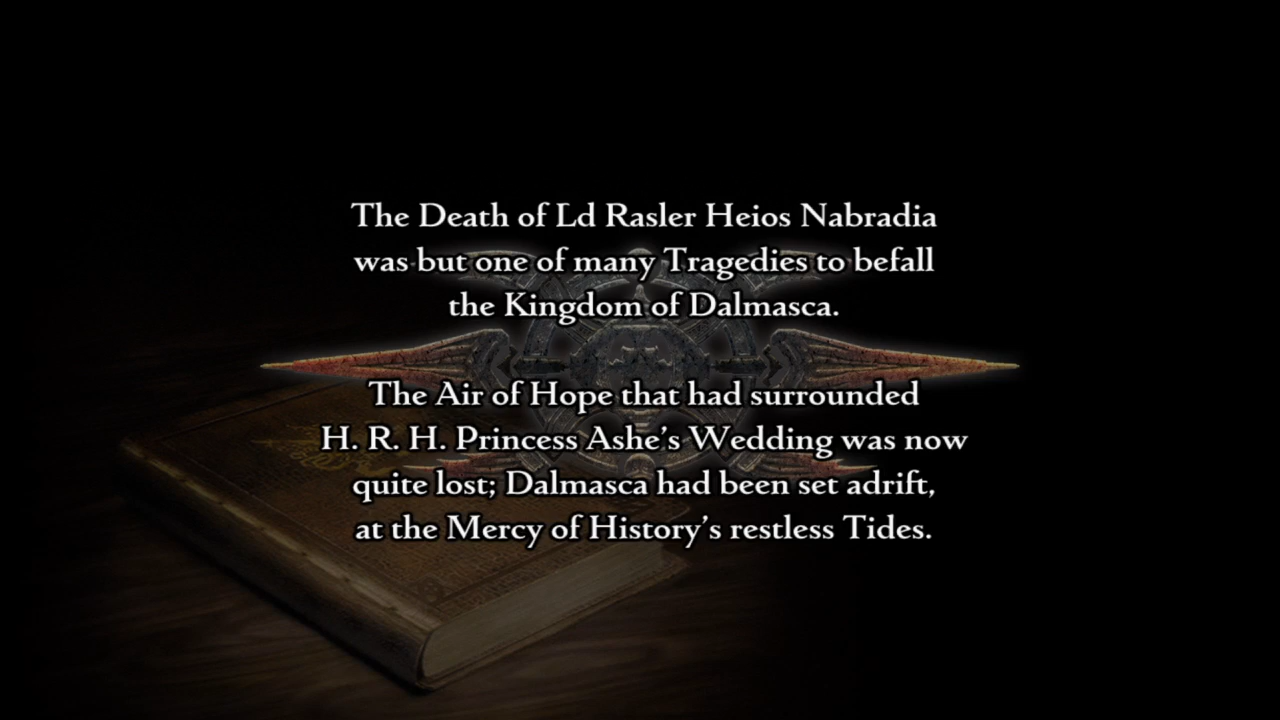 The Death of Ld Rasler Heios Nabradia
was but one of many Tragedies to befall
the Kingdom of Dalmasca.
The Air of Hope that had surrounded
H. R. H. Princess Ashe's Wedding was now
quite lost; Dalmasca had been set adrift,
at the Mercy of History's restless Tides.